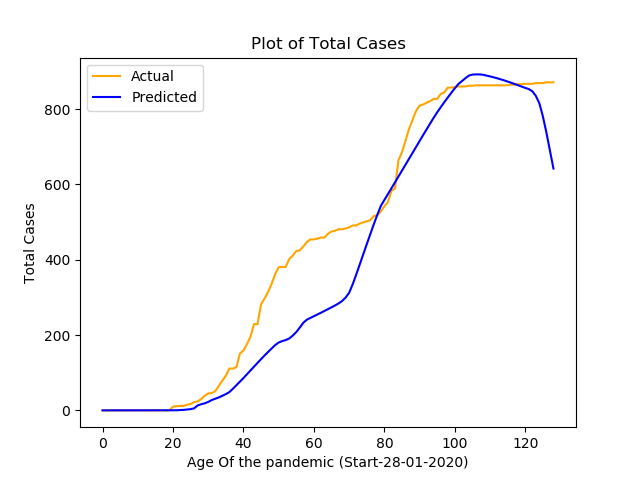 Plot of Total Cases
Actual
Predicted
Total Cases
800
600
400
200
0
0 20 40 60 80 100 120
Age Of the pandemic (Start-28-01-2020)